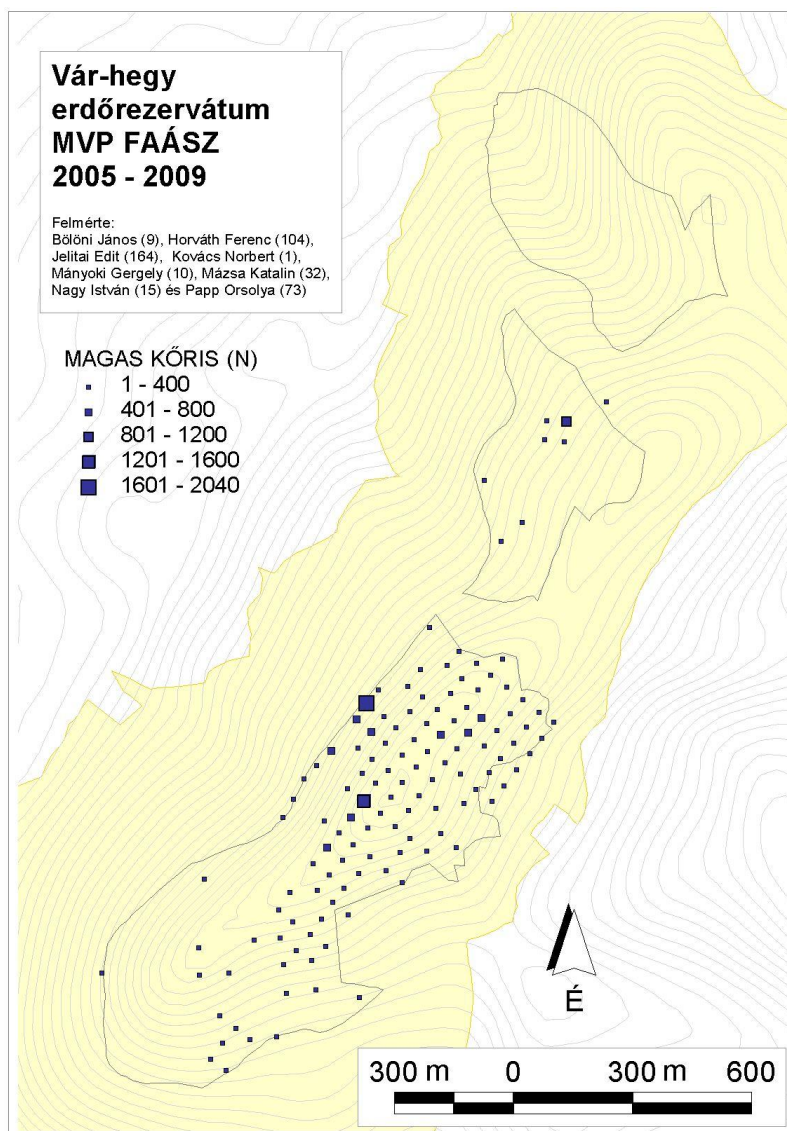 Vár-hegy
erdőrezervátum
MVP FAÁSZ
2005 - 2009
Felmérte:
Bölöni János (9), Horváth Ferenc (104),
Jelitai Edit (164), Kovács Norbert (1),
Mányoki Gergely (10), Mázsa Katalin (32),
Nagy István (15) és Papp Orsolya (73)
MAGAS KŐRIS (N)
1 - 400
401 - 800
801 - 1200
1201 - 1600
1601 - 2040
É
300 m 0 300 m 600